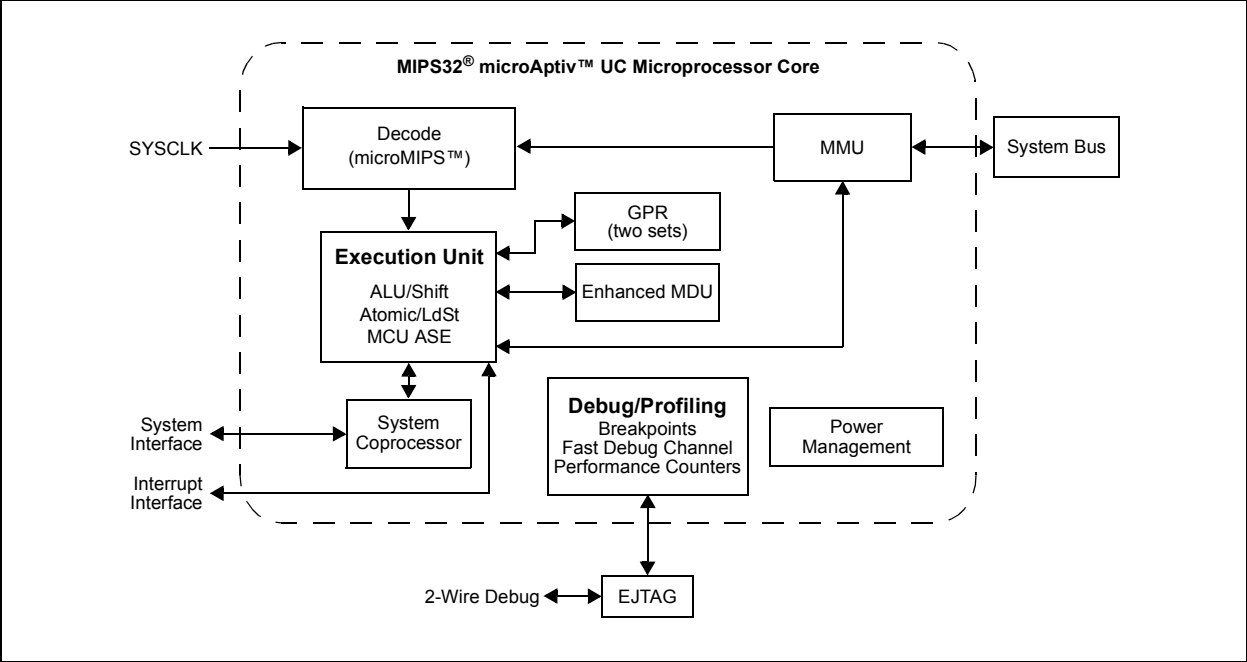 MIPS32® microAptiv™ UC Microprocessor Core
SYSCLK
Decode
(microMIPS™)
MMU
System Bus
GPR
(two sets)
Execution Unit
ALU/Shift
Atomic/LdSt
MCU ASE
Enhanced MDU
System
Interface
System
Coprocessor
Debug/Profiling
Breakpoints
Fast Debug Channel
Performance Counters
Power
Management
Interrupt
Interface
2-Wire Debug
EJTAG